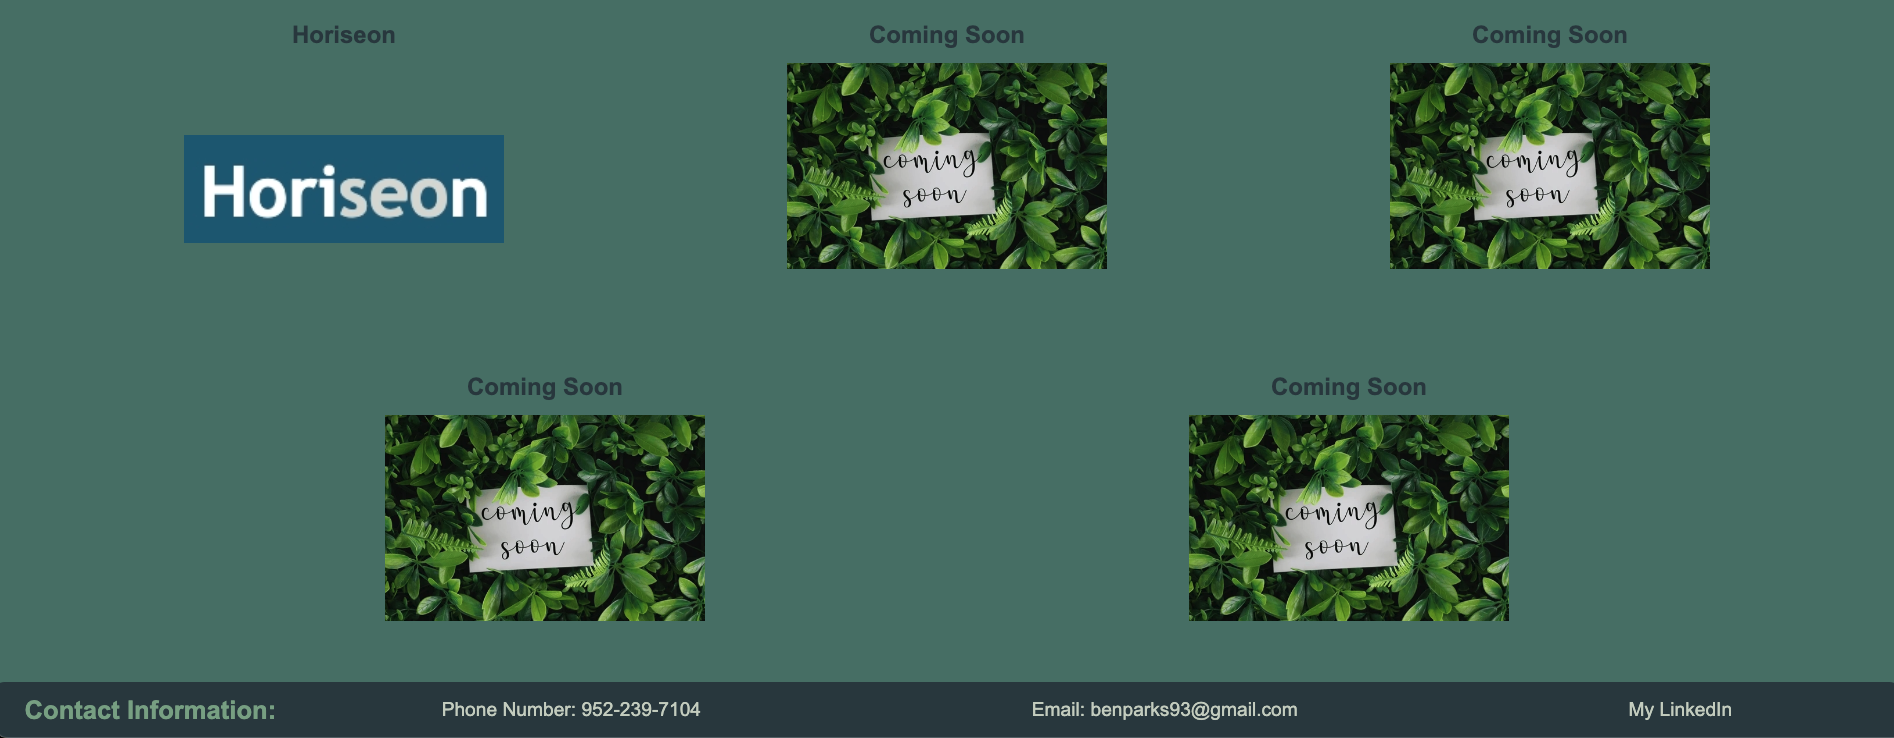 Horiseon
Coming Soon
Coming Soon
Horiseon
coming
soon
coming
soon
Coming Soon
Coming Soon
coming
soon
coming
soon
Contact Information:
Phone Number: 952-239-7104
Email: benparks93@gmail.com
My LinkedIn